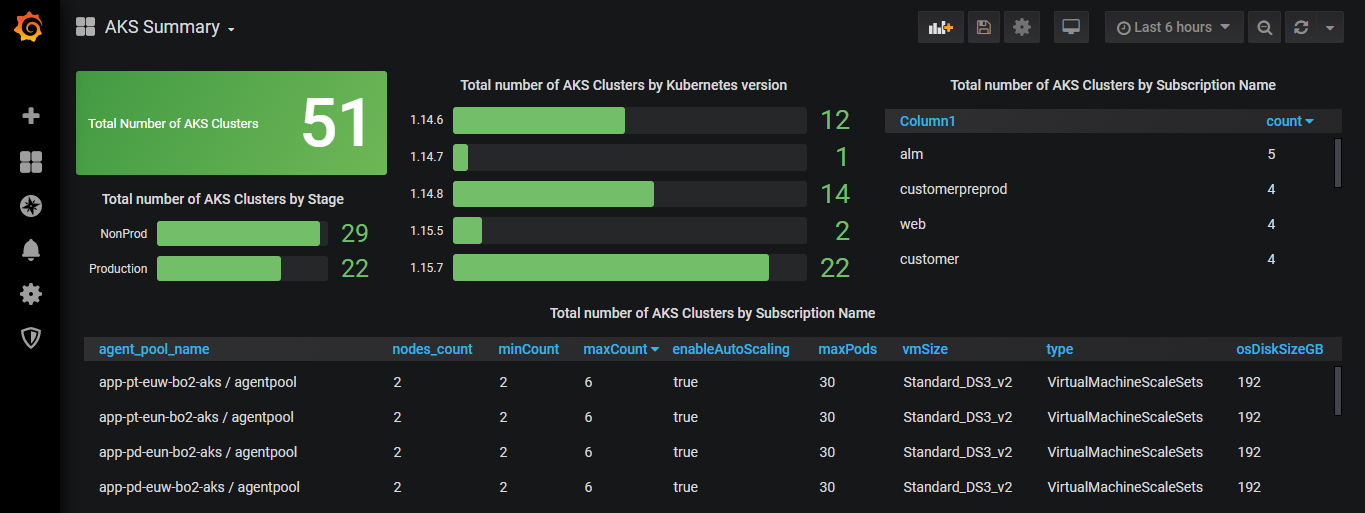 AKS Summary
Last 6 hours
Total Number of AKS Clusters 51
Total number of AKS Clusters by Stage
NonProd 29
Production 22
Total number of AKS Clusters by Kubernetes version
1.14.6 12
1.14.7 1
1.14.8 14
1.15.5 2
1.15.7 22
Total number of AKS Clusters by Subscription Name
Column1 count
alm 5
customerpreprod 4
web 4
customer 4
Total number of AKS Clusters by Subscription Name
agent_pool_name nodes_count minCount maxCount enableAutoScaling maxPods vmSize type osDiskSizeGB
app-pt-euw-bo2-aks / agentpool 2 2 6 true 30 Standard_DS3_v2 VirtualMachineScaleSets 192
app-pt-eun-bo2-aks / agentpool 2 2 6 true 30 Standard_DS3_v2 VirtualMachineScaleSets 192
app-pd-eun-bo2-aks / agentpool 2 2 6 true 30 Standard_DS3_v2 VirtualMachineScaleSets 192
app-pd-euw-bo2-aks / agentpool 2 2 6 true 30 Standard_DS3_v2 VirtualMachineScaleSets 192